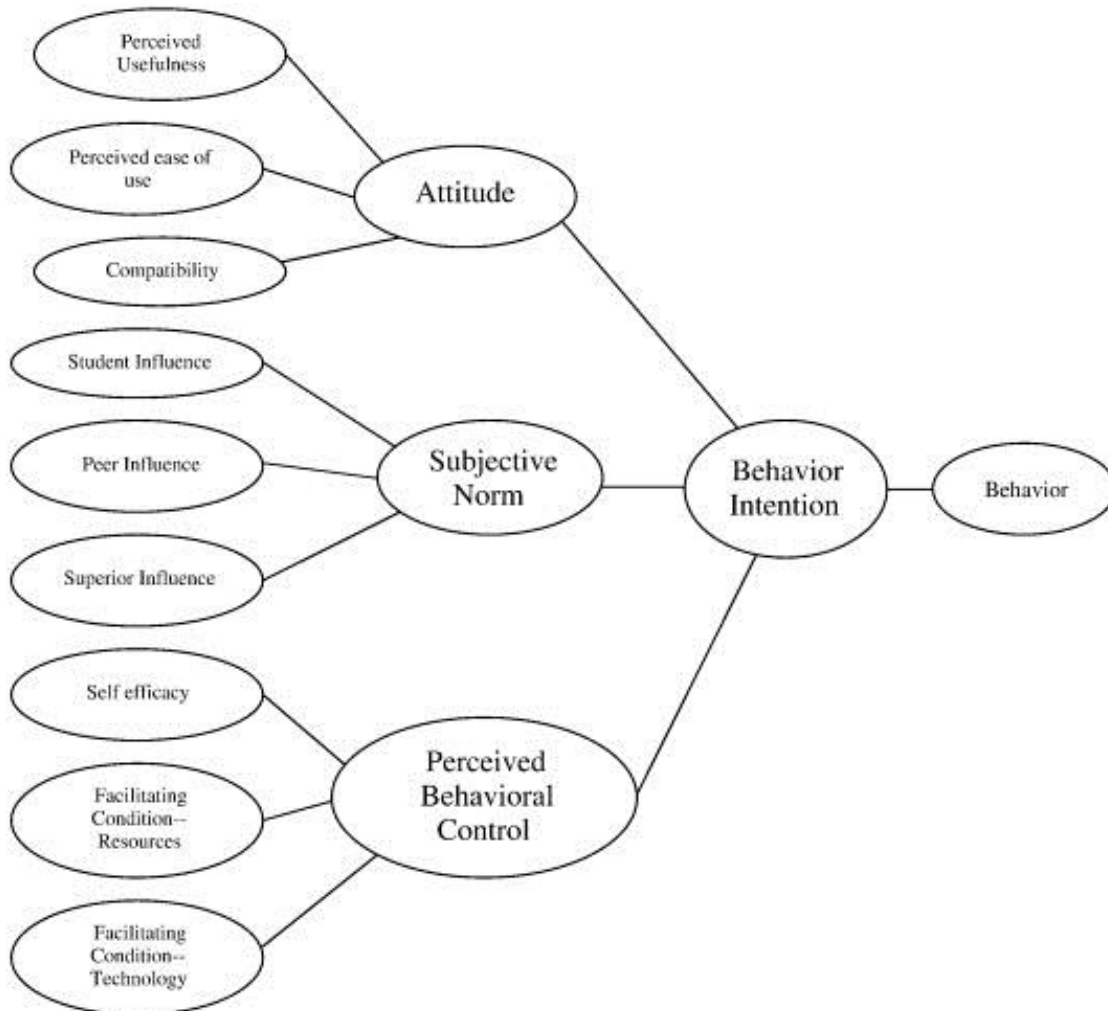 Perceived
Usefulness
Perceived ease of
use
Compatibility
Attitude
Student Influence
Peer Influence
Superior Influence
Subjective
Norm
Behavior
Intention
Behavior
Self efficacy
Facilitating
Condition--
Resources
Facilitating
Condition--
Technology
Perceived
Behavioral
Control